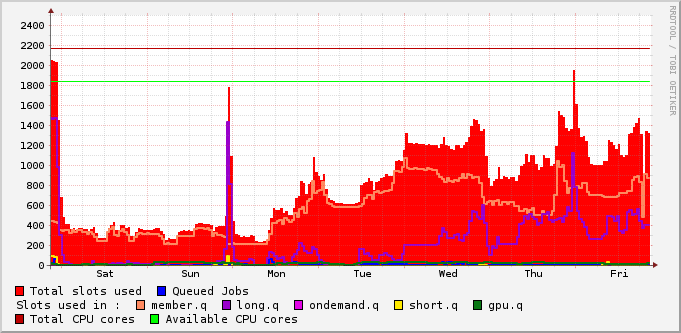 RRDTOOL / TOBI OETIKER
2400
2200
2000
1800
1600
1400
1200
1000
800
600
400
200
0
Sat Sun Mon Tue Wed Thu Fri
Total slots used Queued Jobs
Slots used in : member.q long.q ondemand.q short.q gpu.q
Total CPU cores Available CPU cores